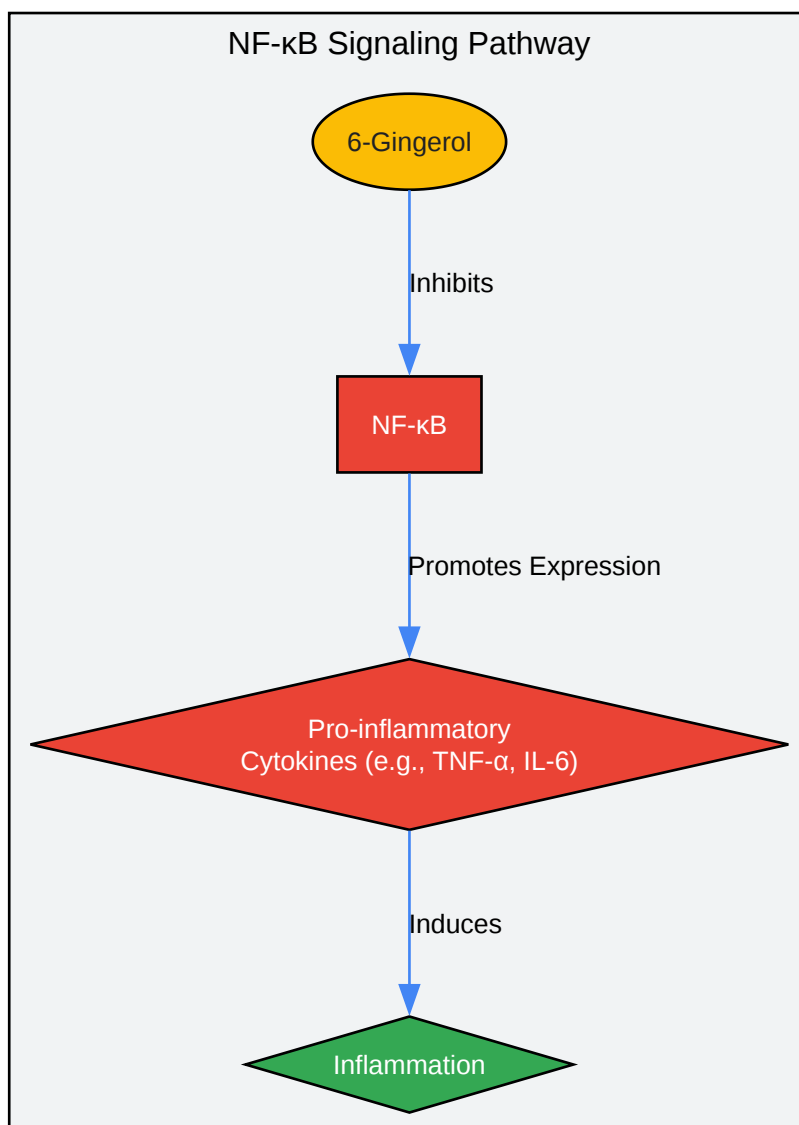 NF-κB Signaling Pathway
6-Gingerol
Inhibits
NF-κB
Promotes Expression
Pro-inflammatory
Cytokines (e.g., TNF-α, IL-6)
Induces
Inflammation